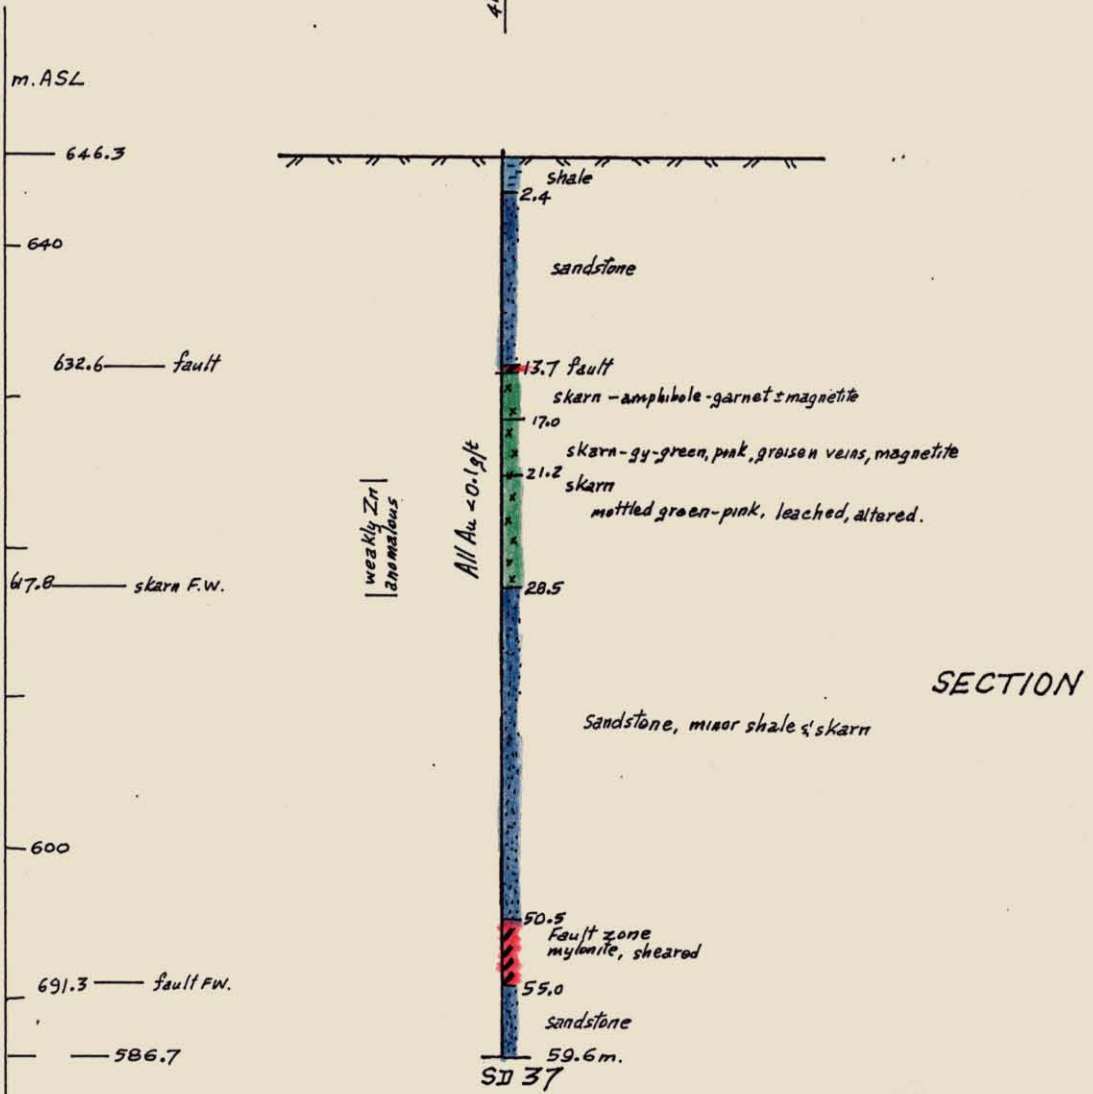 m. ASL
646.3
shale
2.4
640
sandstone
632.6 fault
13.7 fault
skarn - amphibole - garnet ± magnetite
17.0
skarn - gy-green, pink, greisen veins, magnetite
21.2
skarn
mottled green-pink, leached, altered.
weakly Zn
anomalous
All Au <0.1 g/t
617.8 skarn F.W.
28.5
SECTION
Sandstone, minor shale & skarn
600
50.5
Fault zone
mylonite, sheared
691.3 fault FW.
55.0
sandstone
586.7
59.6 m.
SD 37